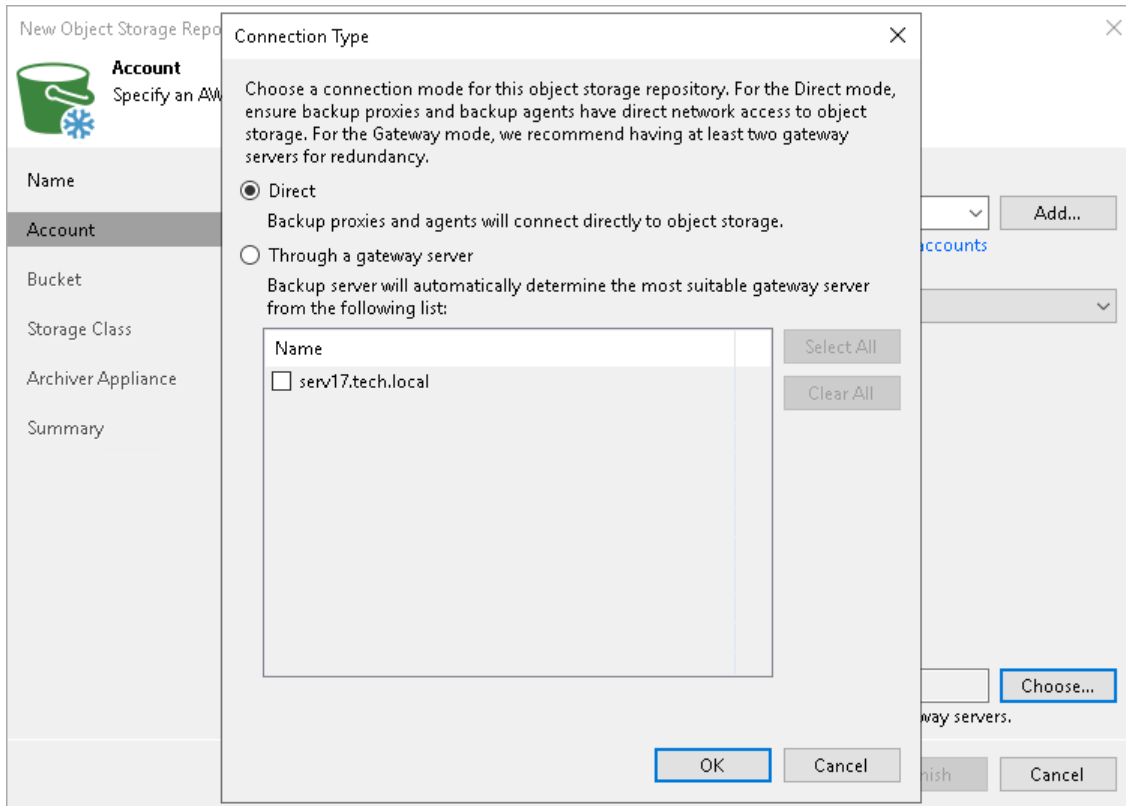 New Object Storage Repo
Account
Specify an AW
Name
Account
Bucket
Storage Class
Archiver Appliance
Summary
Connection Type
Choose a connection mode for this object storage repository. For the Direct mode,
ensure backup proxies and backup agents have direct network access to object
storage. For the Gateway mode, we recommend having at least two gateway
servers for redundancy.
Direct
Backup proxies and agents will connect directly to object storage.
Through a gateway server
Backup server will automatically determine the most suitable gateway server
from the following list:
Name
serv17.tech.local
Select All
Clear All
OK
Cancel
Add...
accounts
Choose...
way servers.
nish
Cancel